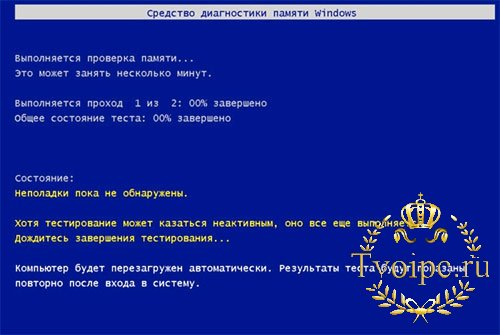 Средство диагностики памяти Windows
Выполняется проверка памяти...
Это может занять несколько минут.
Выполняется проход 1 из 2: 00% завершено
Общее состояние теста: 00% завершено
Состояние:
Неполадки пока не обнаружены.
Хотя тестирование может казаться неактивным, оно все еще выполняется.
Дождитесь завершения тестирования...
Компьютер будет перезагружен автоматически. Результаты теста будут показаны
повторно после входа в систему.
Tvoipc.ru